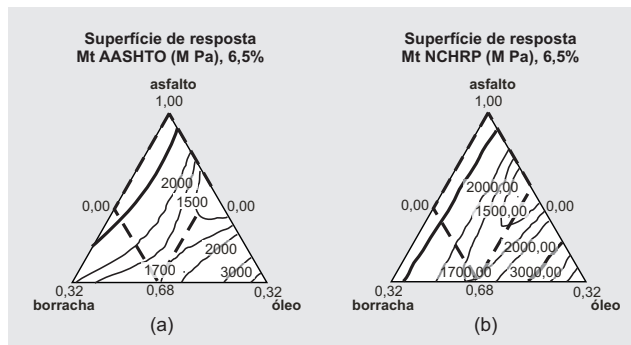 Superfície de resposta
Mt AASHTO (M Pa), 6,5%
asfalto
1,00
0,00
0,00
2000
1500
2000
1700
3000
0,32
0,68
0,32
borracha
óleo
(a)
Superfície de resposta
Mt NCHRP (M Pa), 6,5%
asfalto
1,00
0,00
0,00
2000,00
1500,00
2000,00
1700,00
3000,00
0,32
0,68
0,32
borracha
óleo
(b)